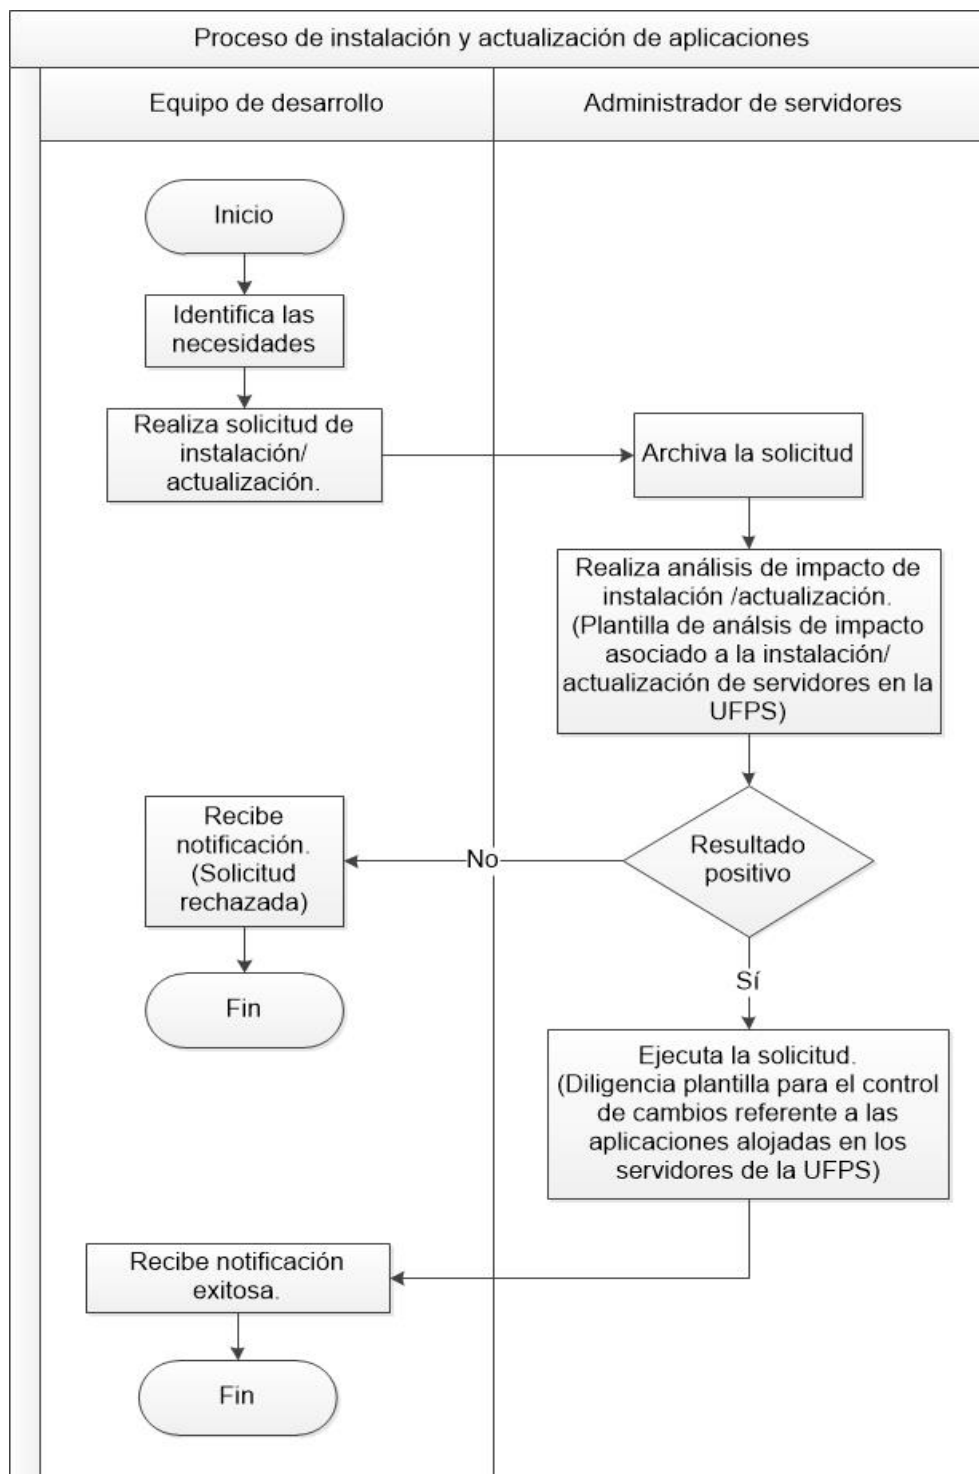 Proceso de instalación y actualización de aplicaciones
Equipo de desarrollo
Administrador de servidores
Inicio
Identifica las
necesidades
Realiza solicitud de
instalación/
actualización.
Archiva la solicitud
Realiza análisis de impacto de
instalación /actualización.
(Plantilla de análsis de impacto
asociado a la instalación/
actualización de servidores en la
UFPS)
Resultado
positivo
No
Recibe
notificación.
(Solicitud
rechazada)
Fin
Sí
Ejecuta la solicitud.
(Diligencia plantilla para el control
de cambios referente a las
aplicaciones alojadas en los
servidores de la UFPS)
Recibe notificación
exitosa.
Fin